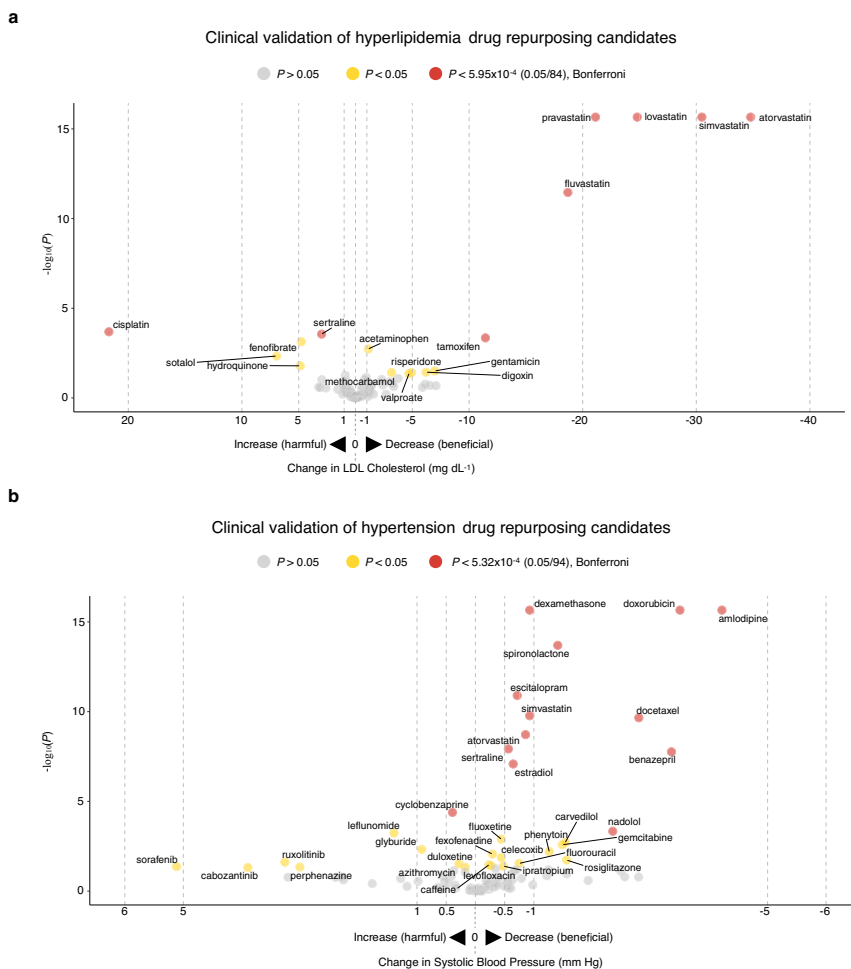 a
Clinical validation of hyperlipidemia drug repurposing candidates
P > 0.05 P < 0.05 P < 5.95x10⁻⁴ (0.05/84), Bonferroni
15
10
5
0
-log₁₀(P)
pravastatin
lovastatin
simvastatin
atorvastatin
fluvastatin
cisplatin
sertraline
fenofibrate
acetaminophen
tamoxifen
sotalol
hydroquinone
risperidone
gentamicin
methocarbamol
digoxin
valproate
20 10 5 1 -1 -5 -10 -20 -30 -40
Increase (harmful) 0 Decrease (beneficial)
Change in LDL Cholesterol (mg dL⁻¹)
b
Clinical validation of hypertension drug repurposing candidates
P > 0.05 P < 0.05 P < 5.32x10⁻⁴ (0.05/94), Bonferroni
15
10
5
0
-log₁₀(P)
dexamethasone
doxorubicin
amlodipine
spironolactone
escitalopram
simvastatin
docetaxel
atorvastatin
sertraline
benazepril
estradiol
cyclobenzaprine
leflunomide
fluoxetine
carvedilol
nadolol
glyburide
fexofenadine
phenytoin
gemcitabine
celecoxib
ruxolitinib
sorafenib
duloxetine
fluorouracil
cabozantinib
perphenazine
azithromycin
levofloxacin
ipratropium
rosiglitazone
caffeine
6 5 1 0.5 -0.5 -1 -5 -6
Increase (harmful) 0 Decrease (beneficial)
Change in Systolic Blood Pressure (mm Hg)